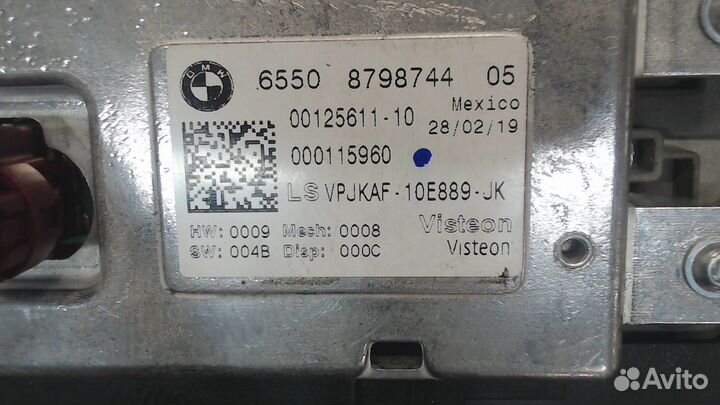 BMW
6550 8798744 05
00125611-10
Mexico
28/02/19
000115960
LS VPJKAF-10E889-JK
HW: 0009 Mech: 0008
SW: 004B Disp: 000C
Visteon
Visteon
Avito